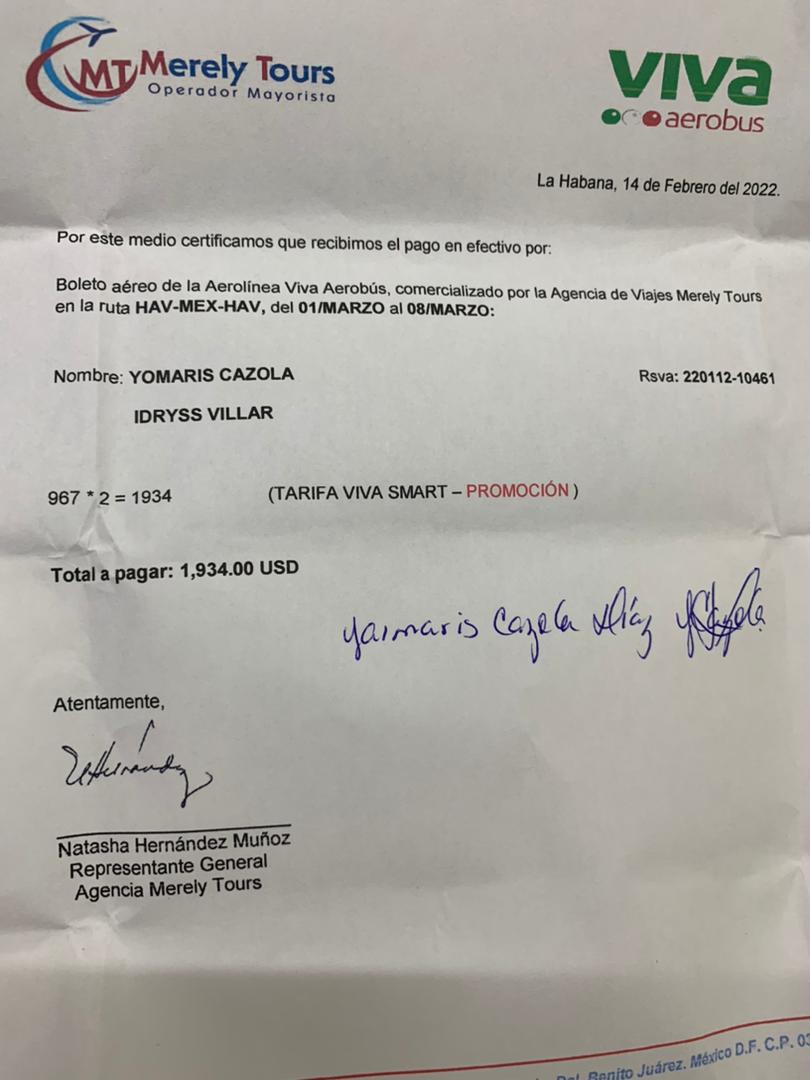 MT Merely Tours
Operador Mayorista
VIVa
aerobus
La Habana, 14 de Febrero del 2022.
Por este medio certificamos que recibimos el pago en efectivo por:
Boleto aéreo de la Aerolínea Viva Aerobús, comercializado por la Agencia de Viajes Merely Tours
en la ruta HAV-MEX-HAV, del 01/MARZO al 08/MARZO:
Nombre: YOMARIS CAZOLA
Rsva: 220112-10461
IDRYSS VILLAR
967 * 2 = 1934
(TARIFA VIVA SMART – PROMOCIÓN )
Total a pagar: 1,934.00 USD
Yaimaris Cazola Díaz
Atentamente,
Natasha Hernández Muñoz
Representante General
Agencia Merely Tours
Benito Juárez. México D.F. C.P. 03